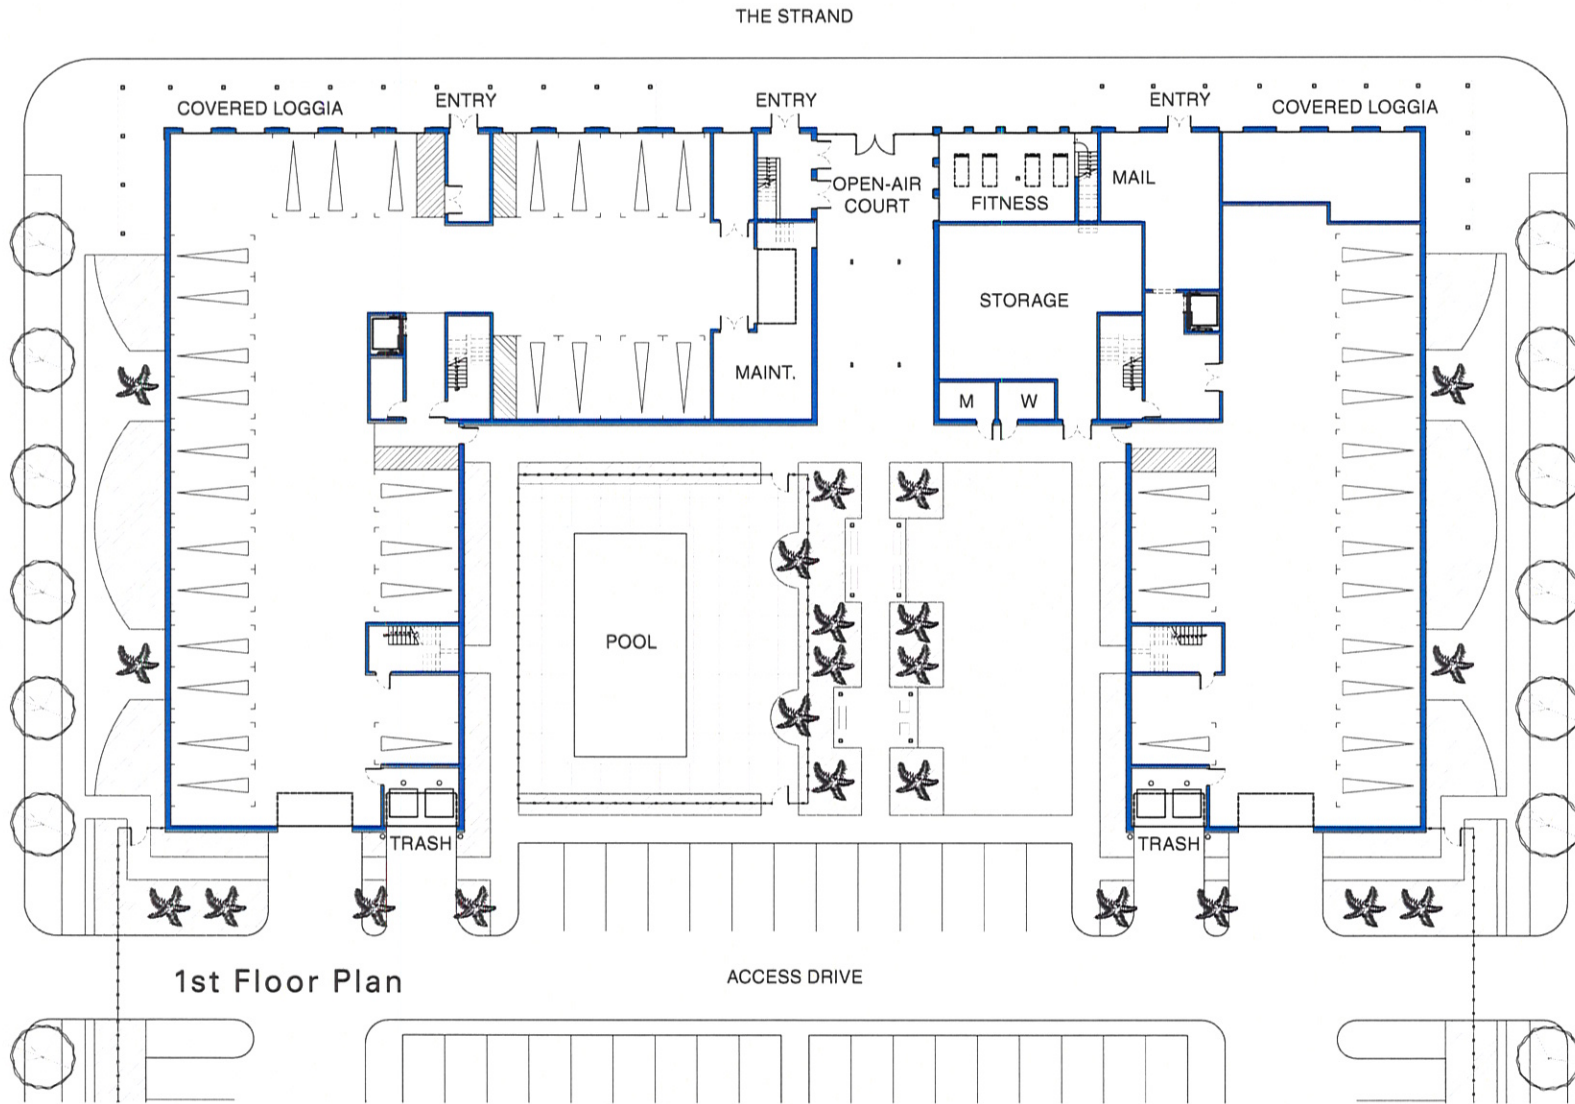 THE STRAND
COVERED LOGGIA
ENTRY
ENTRY
ENTRY
COVERED LOGGIA
OPEN-AIR
COURT
FITNESS
MAIL
STORAGE
MAINT.
M
W
POOL
TRASH
TRASH
1st Floor Plan
ACCESS DRIVE